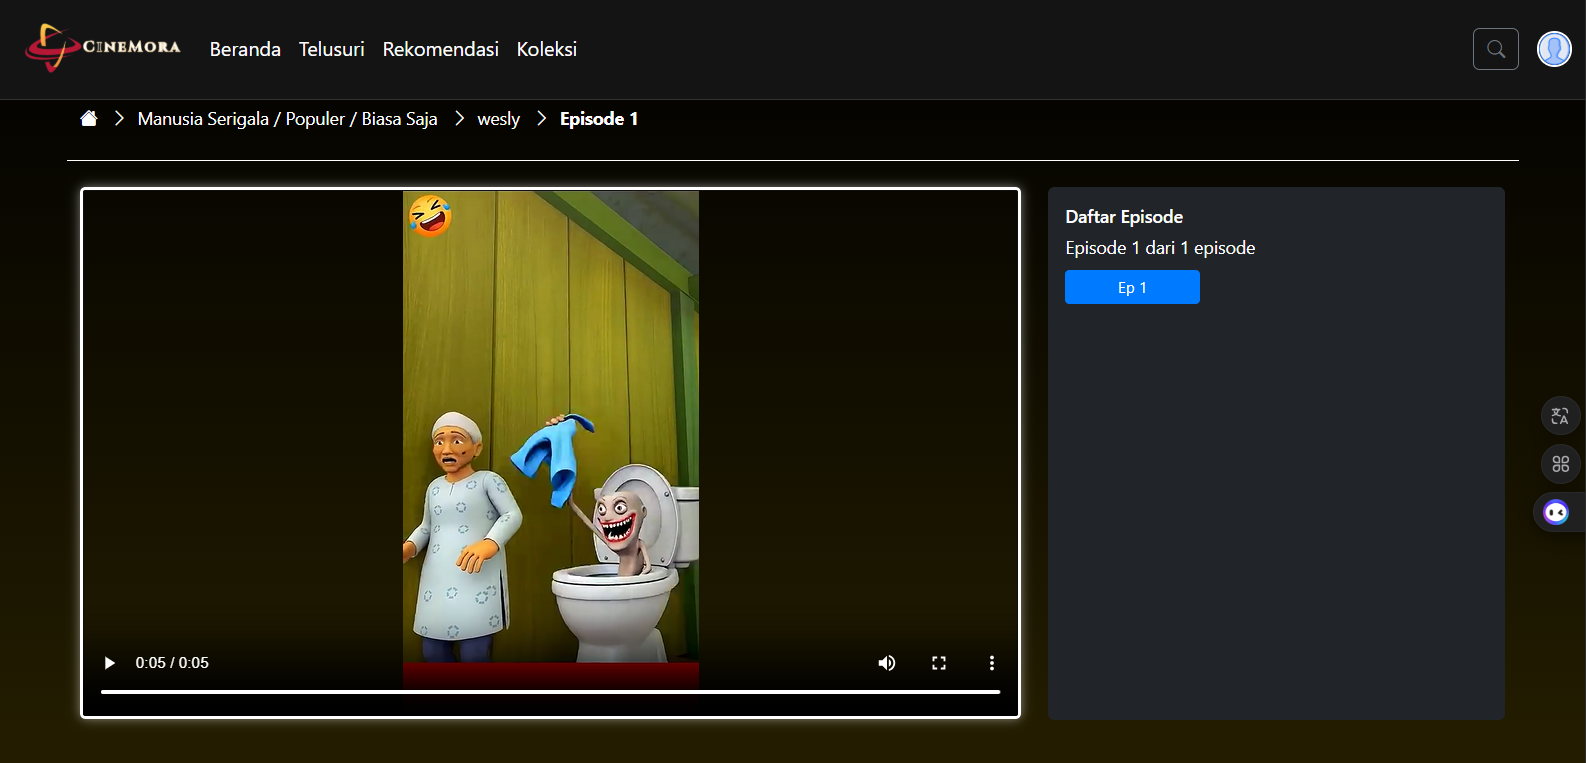 CINEMORA Beranda Telusuri Rekomendasi Koleksi
Manusia Serigala / Populer / Biasa Saja wesly Episode 1
Daftar Episode
Episode 1 dari 1 episode
Ep 1
0:05 / 0:05